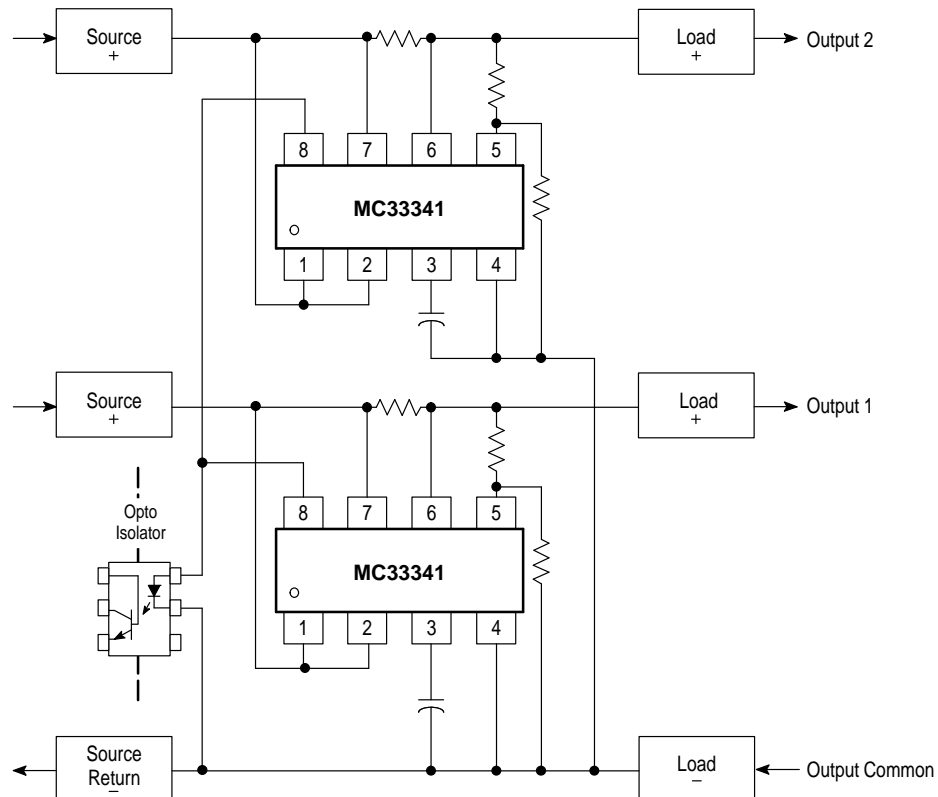 Source
+
Load
+
Output 2
8
7
6
5
MC33341
1
2
3
4
Source
+
Load
+
Output 1
Opto
Isolator
8
7
6
5
MC33341
1
2
3
4
Source
Return
–
Load
–
Output Common